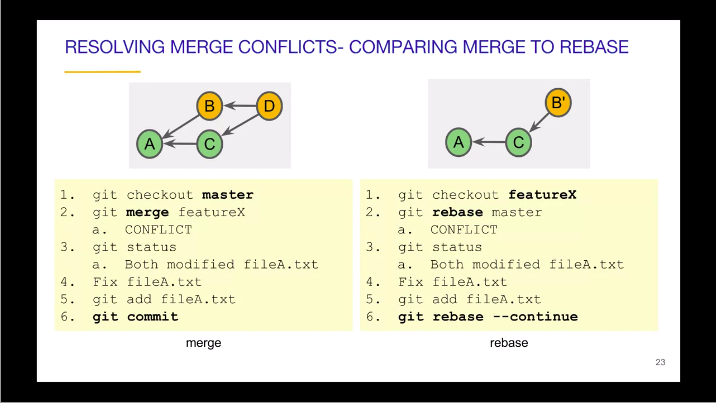 RESOLVING MERGE CONFLICTS- COMPARING MERGE TO REBASE
B D
A C
B'
A C
1. git checkout master
2. git merge featureX
a. CONFLICT
3. git status
a. Both modified fileA.txt
4. Fix fileA.txt
5. git add fileA.txt
6. git commit
merge
1. git checkout featureX
2. git rebase master
a. CONFLICT
3. git status
a. Both modified fileA.txt
4. Fix fileA.txt
5. git add fileA.txt
6. git rebase --continue
rebase
23